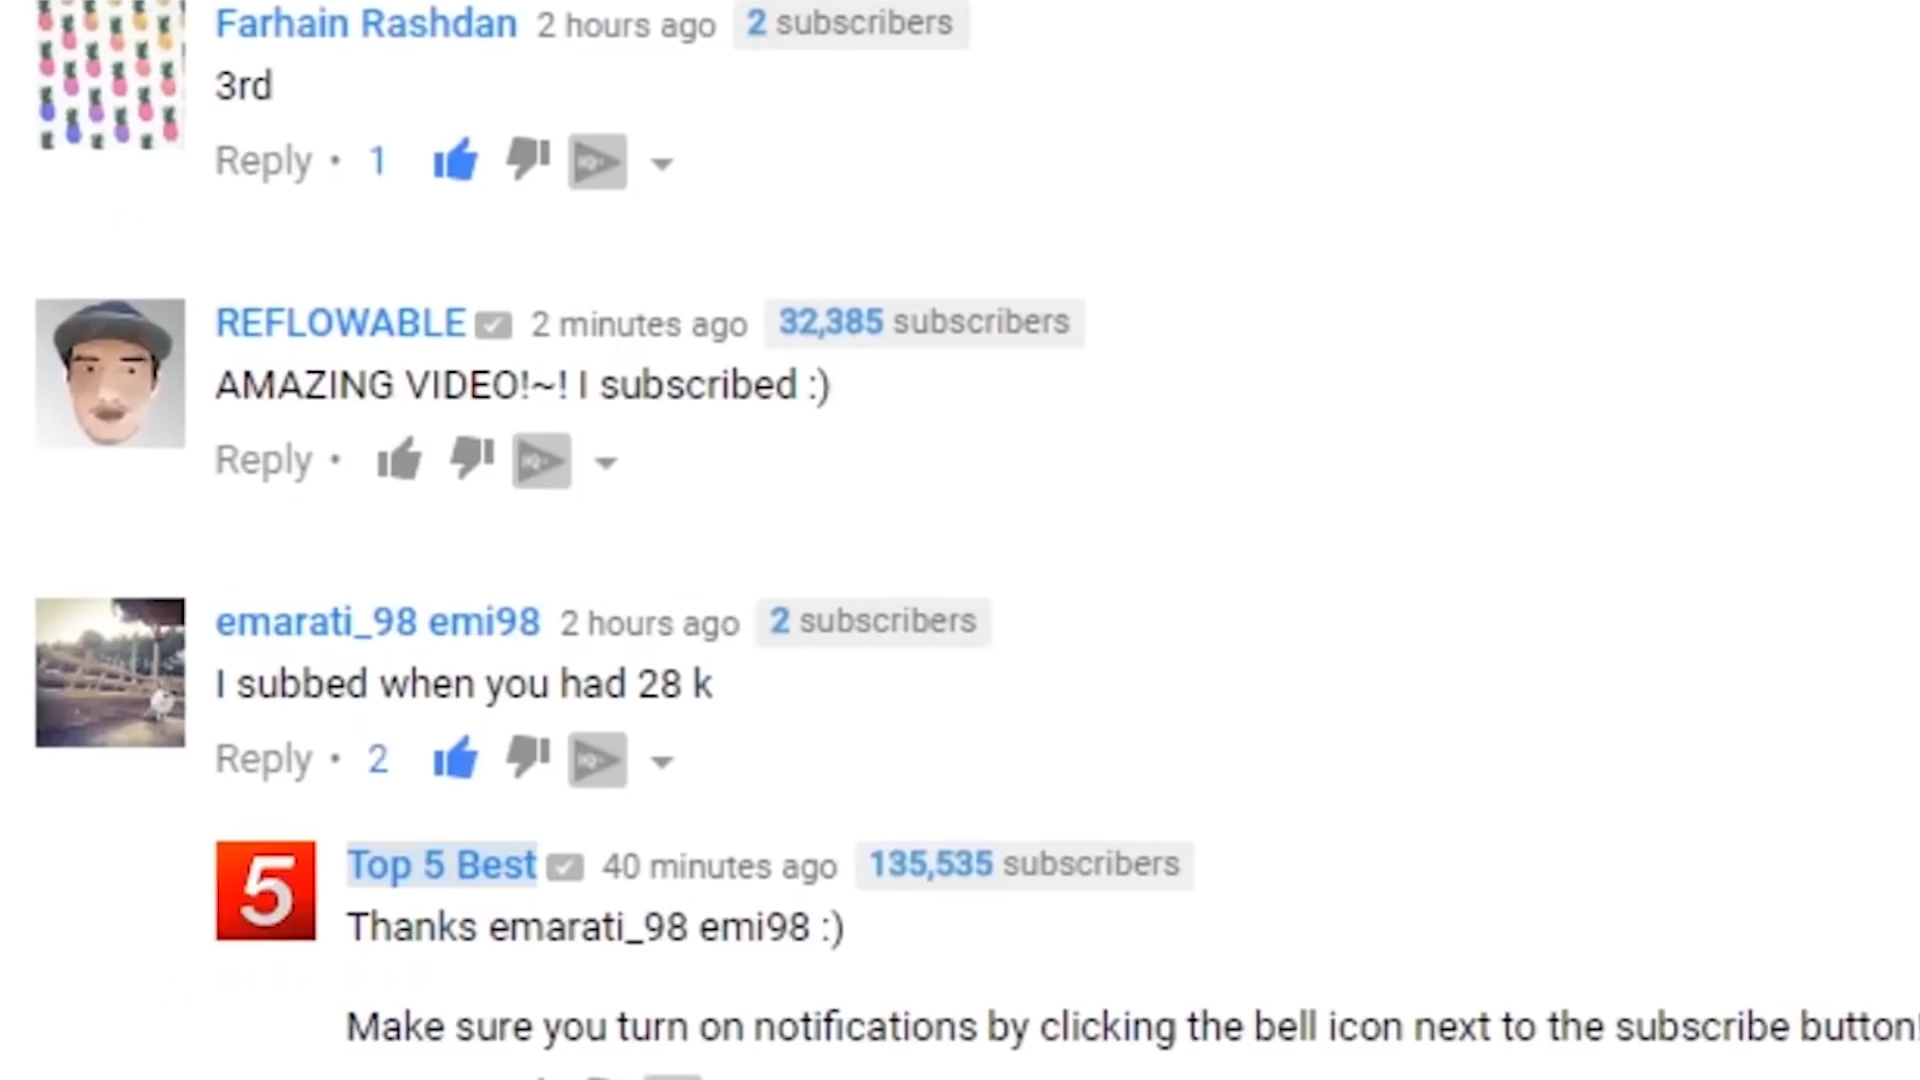 Farhain Rashdan 2 hours ago 2 subscribers
3rd
Reply • 1
REFLOWABLE 2 minutes ago 32,385 subscribers
AMAZING VIDEO!~! I subscribed :)
Reply •
emarati_98 emi98 2 hours ago 2 subscribers
I subbed when you had 28 k
Reply • 2
5
Top 5 Best 40 minutes ago 135,535 subscribers
Thanks emarati_98 emi98 :)
Make sure you turn on notifications by clicking the bell icon next to the subscribe button!